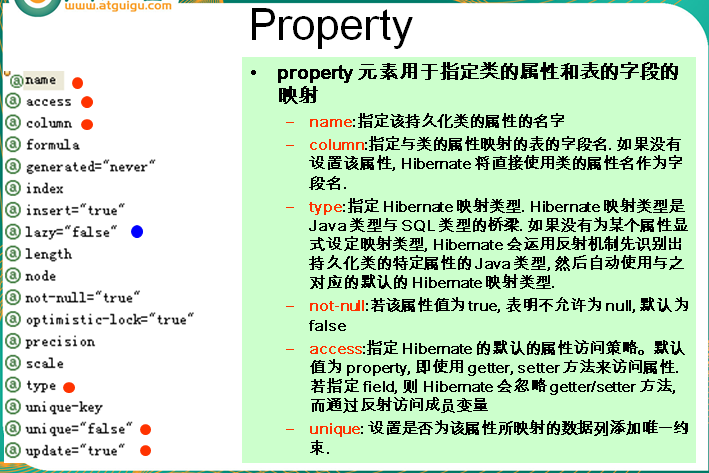 www.atguigu.com
Property
name
access
column
formula
generated="never"
index
insert="true"
lazy="false"
length
node
not-null="true"
optimistic-lock="true"
precision
scale
type
unique-key
unique="false"
update="true"
• property 元素用于指定类的属性和表的字段的
映射
– name:指定该持久化类的属性的名字
– column:指定与类的属性映射的表的字段名. 如果没有
设置该属性, Hibernate 将直接使用类的属性名作为字
段名.
– type:指定 Hibernate 映射类型. Hibernate 映射类型是
Java 类型与 SQL 类型的桥梁. 如果没有为某个属性显
式设定映射类型, Hibernate 会运用反射机制先识别出
持久化类的特定属性的 Java 类型, 然后自动使用与之
对应的默认的 Hibernate 映射类型.
– not-null:若该属性值为 true, 表明不允许为 null, 默认为
false
– access:指定 Hibernate 的默认的属性访问策略。默认
值为 property, 即使用 getter, setter 方法来访问属性.
若指定 field, 则 Hibernate 会忽略 getter/setter 方法,
而通过反射访问成员变量
– unique: 设置是否为该属性所映射的数据列添加唯一约
束.